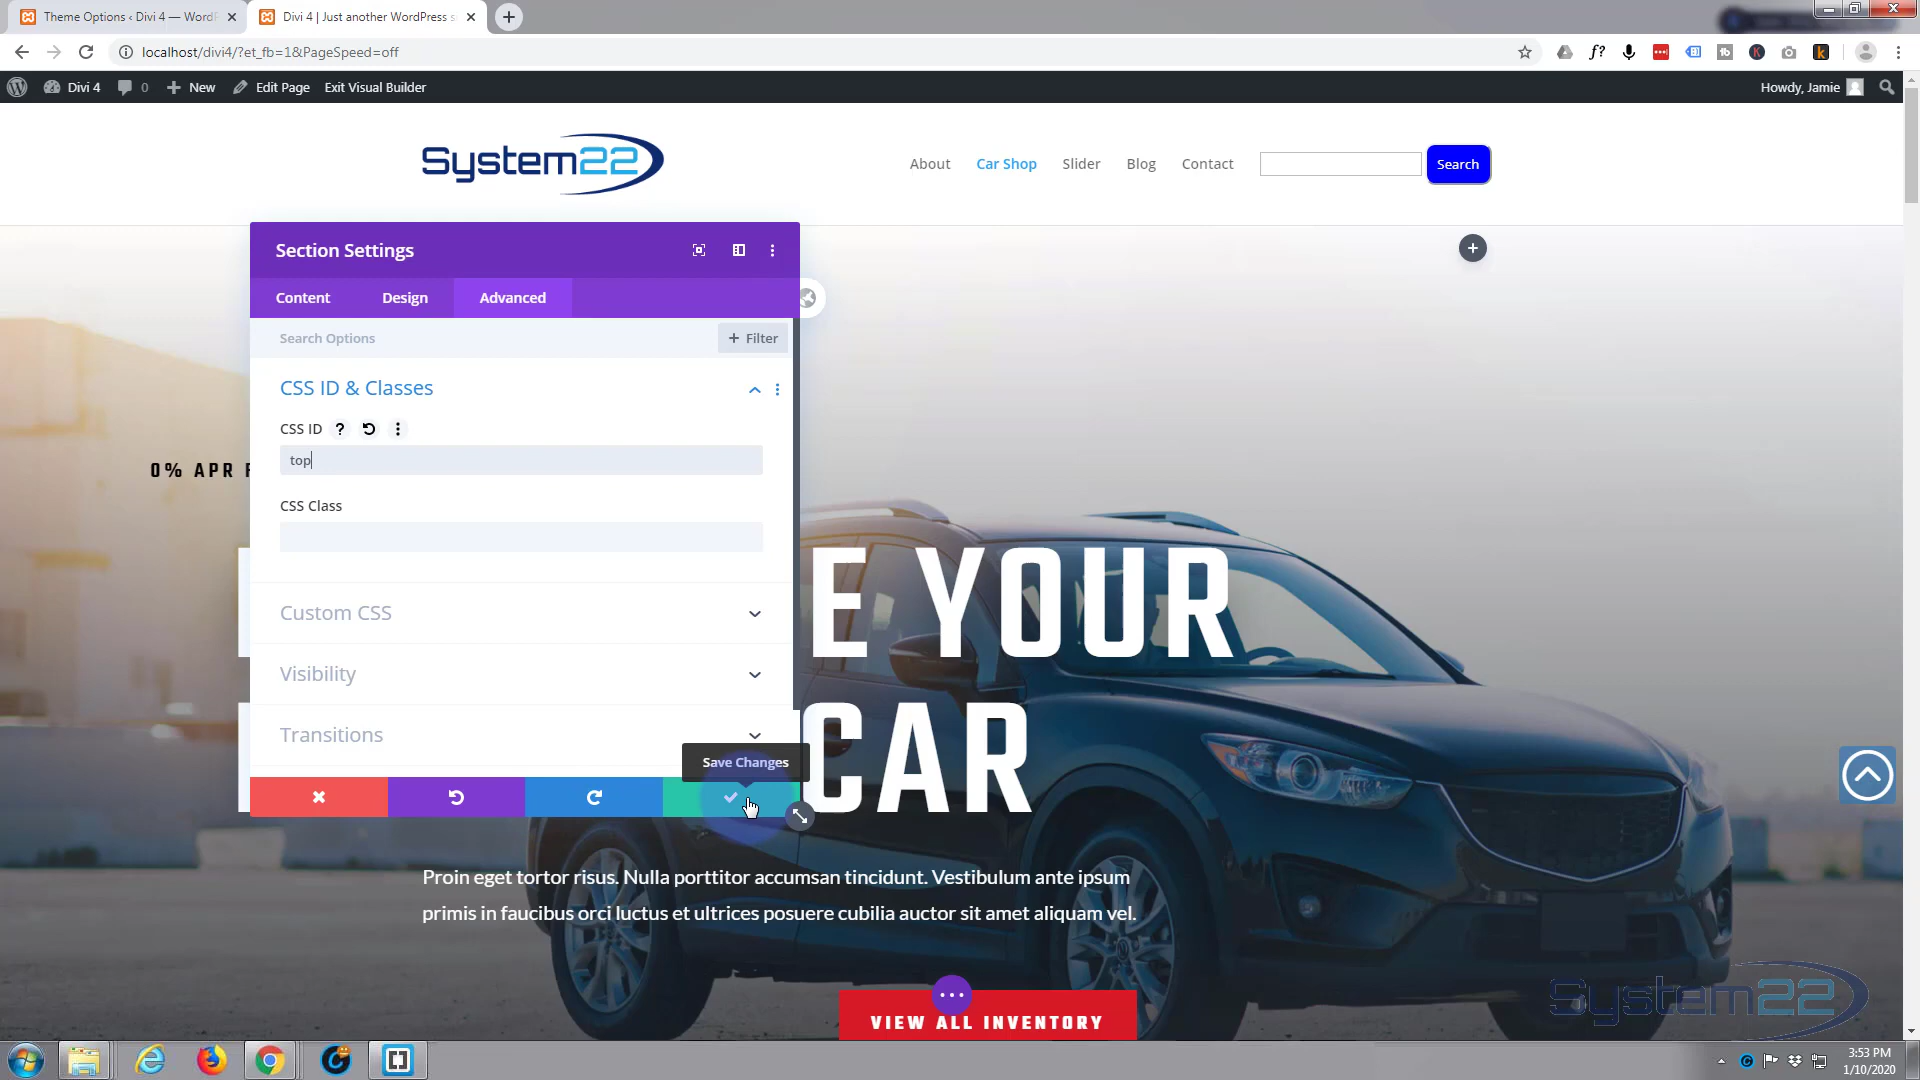 Theme Options ‹ Divi 4 — WordP
Divi 4 | Just another WordPress s
localhost/divi4/?et_fb=1&PageSpeed=off
f?
Divi 4
0
New
Edit Page
Exit Visual Builder
Howdy, Jamie
System22
About
Car Shop
Slider
Blog
Contact
Search
Section Settings
Content
Design
Advanced
Search Options
+ Filter
CSS ID & Classes
CSS ID
?
top
0% APR
CSS Class
E YOUR
Custom CSS
Visibility
CAR
Transitions
Save Changes
Proin eget tortor risus. Nulla porttitor accumsan tincidunt. Vestibulum ante ipsum
primis in faucibus orci luctus et ultrices posuere cubilia auctor sit amet aliquam vel.
VIEW ALL INVENTORY
System22
3:53 PM
1/10/2020